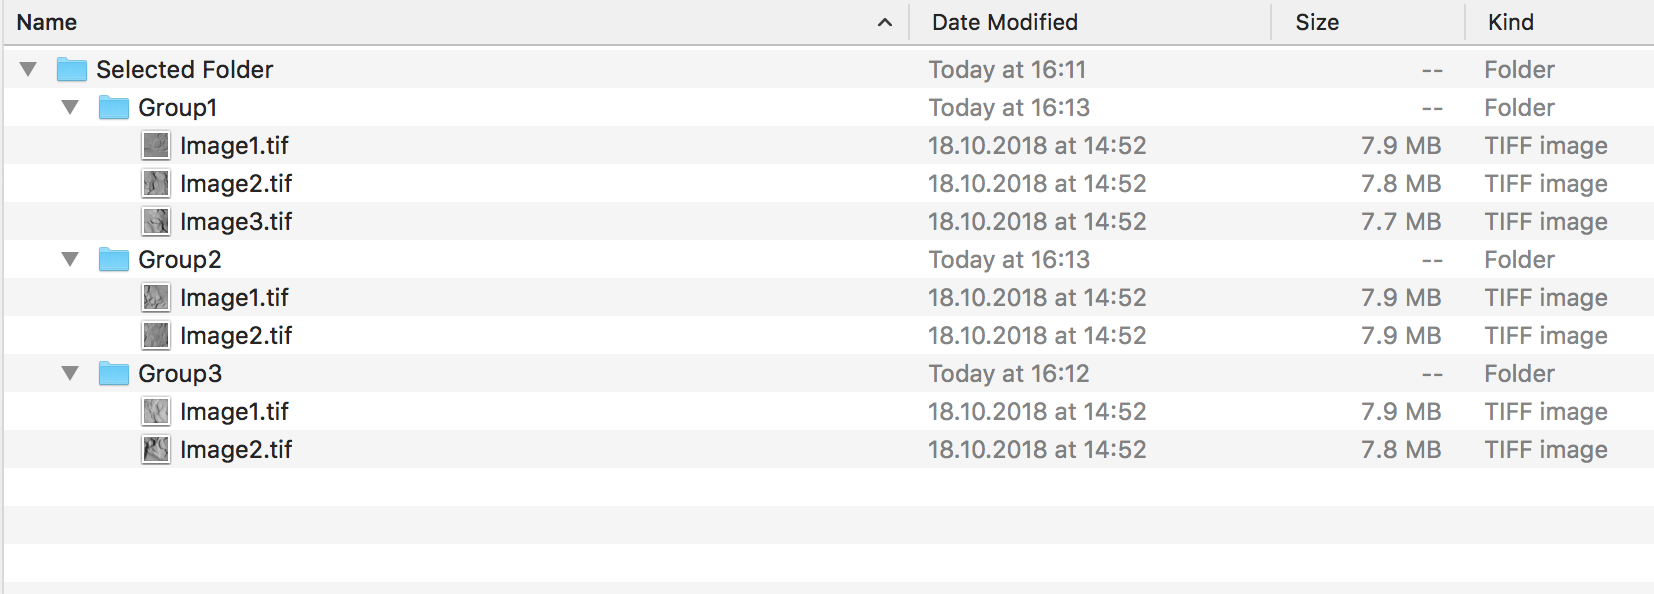 Name Date Modified Size Kind
Selected Folder Today at 16:11 -- Folder
Group1 Today at 16:13 -- Folder
Image1.tif 18.10.2018 at 14:52 7.9 MB TIFF image
Image2.tif 18.10.2018 at 14:52 7.8 MB TIFF image
Image3.tif 18.10.2018 at 14:52 7.7 MB TIFF image
Group2 Today at 16:13 -- Folder
Image1.tif 18.10.2018 at 14:52 7.9 MB TIFF image
Image2.tif 18.10.2018 at 14:52 7.9 MB TIFF image
Group3 Today at 16:12 -- Folder
Image1.tif 18.10.2018 at 14:52 7.9 MB TIFF image
Image2.tif 18.10.2018 at 14:52 7.8 MB TIFF image